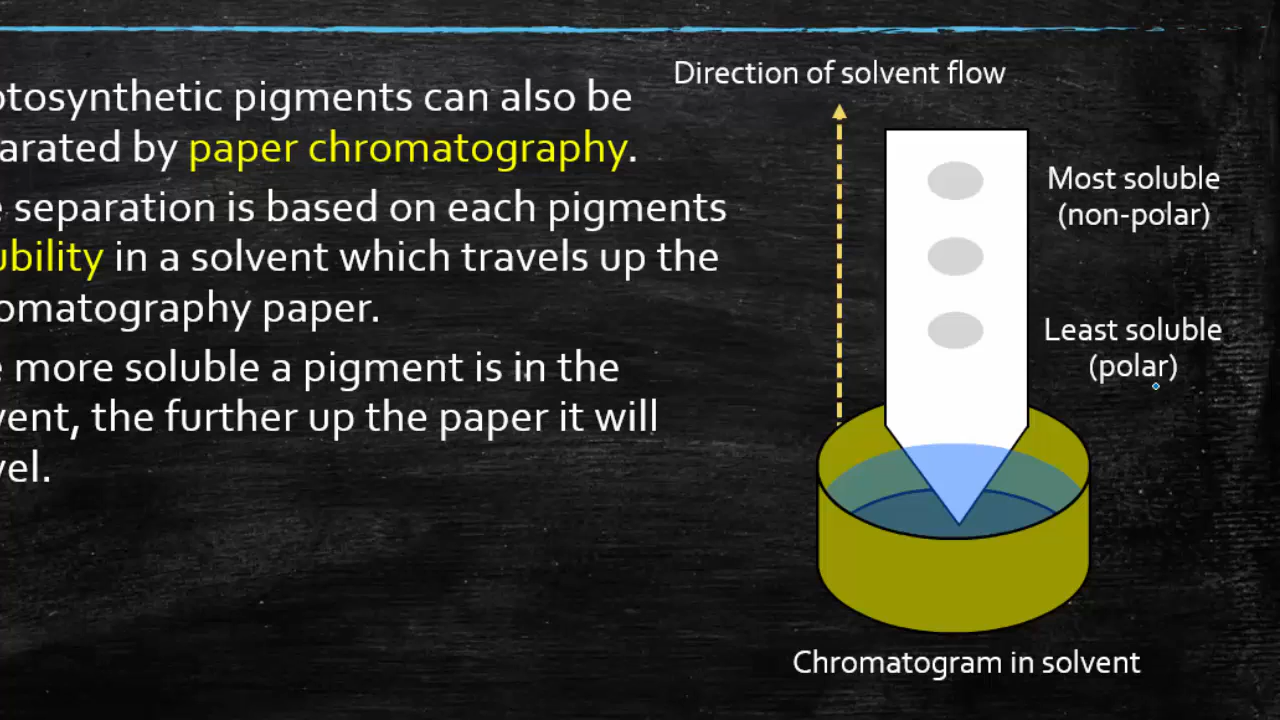 otosynthetic pigments can also be
arated by paper chromatography.
e separation is based on each pigments
ubility in a solvent which travels up the
omatography paper.
e more soluble a pigment is in the
vent, the further up the paper it will
vel.
Direction of solvent flow
Most soluble
(non-polar)
Least soluble
(polar)
Chromatogram in solvent